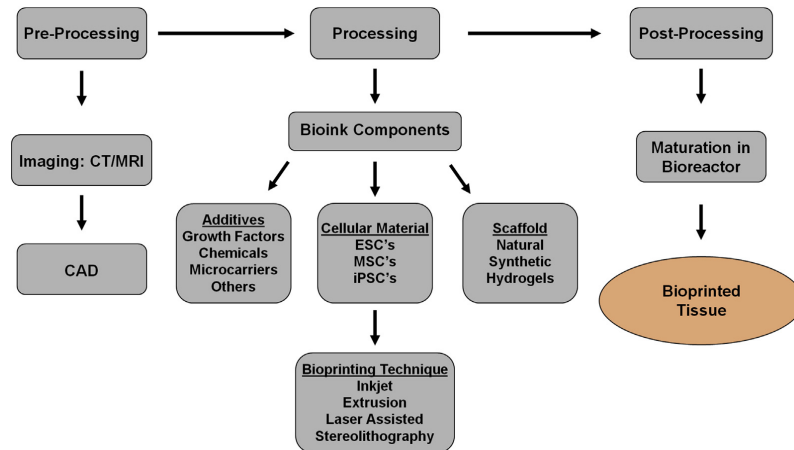 Pre-Processing
Processing
Post-Processing
Imaging: CT/MRI
CAD
Bioink Components
Additives
Growth Factors
Chemicals
Microcarriers
Others
Cellular Material
ESC's
MSC's
iPSC's
Scaffold
Natural
Synthetic
Hydrogels
Bioprinting Technique
Inkjet
Extrusion
Laser Assisted
Stereolithography
Maturation in
Bioreactor
Bioprinted
Tissue